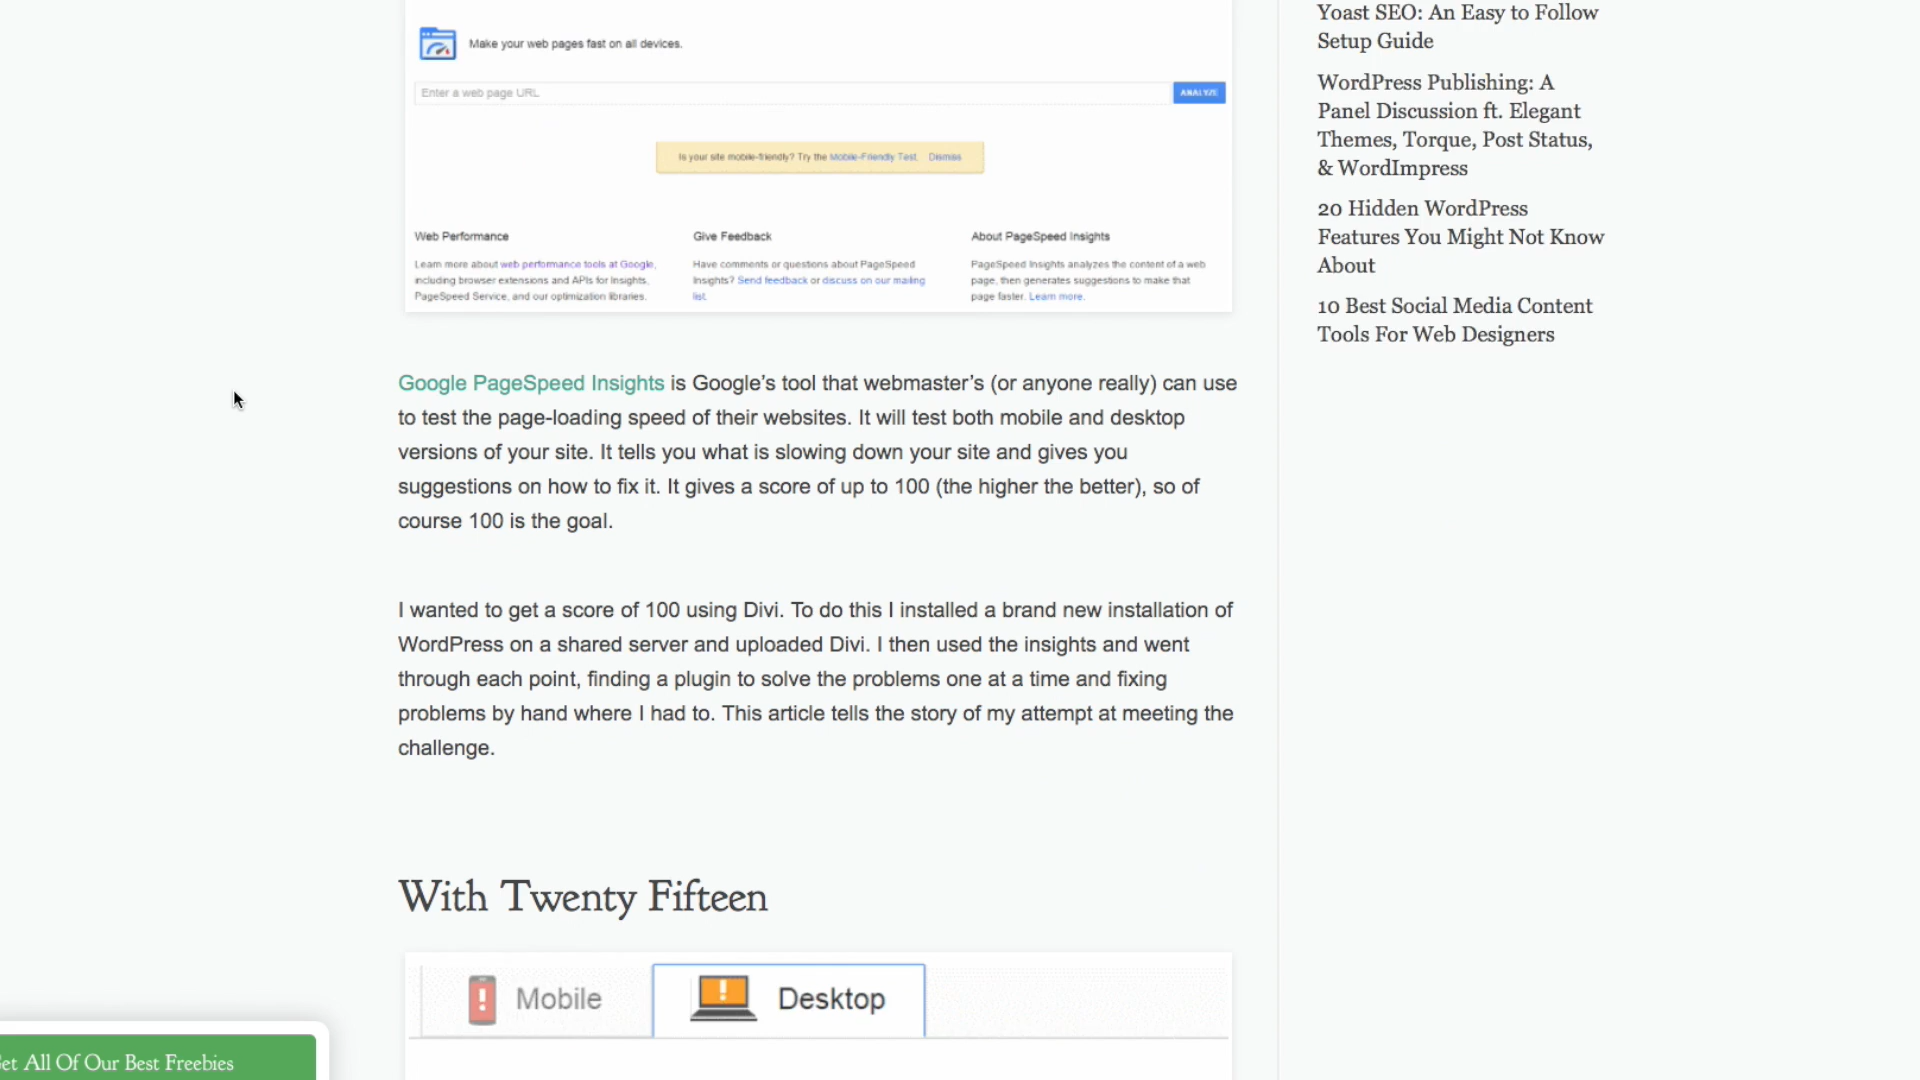 Make your web pages fast on all devices.
Enter a web page URL
ANALYZE
Is your site mobile-friendly? Try the Mobile-Friendly Test. Dismiss
Web Performance
Learn more about web performance tools at Google,
including browser extensions and APIs for Insights,
PageSpeed Service, and our optimization libraries.
Give Feedback
Have comments or questions about PageSpeed
Insights? Send feedback or discuss on our mailing
list.
About PageSpeed Insights
PageSpeed Insights analyzes the content of a web
page, then generates suggestions to make that
page faster. Learn more.
Google PageSpeed Insights is Google’s tool that webmaster’s (or anyone really) can use
to test the page-loading speed of their websites. It will test both mobile and desktop
versions of your site. It tells you what is slowing down your site and gives you
suggestions on how to fix it. It gives a score of up to 100 (the higher the better), so of
course 100 is the goal.
I wanted to get a score of 100 using Divi. To do this I installed a brand new installation of
WordPress on a shared server and uploaded Divi. I then used the insights and went
through each point, finding a plugin to solve the problems one at a time and fixing
problems by hand where I had to. This article tells the story of my attempt at meeting the
challenge.
With Twenty Fifteen
Mobile
Desktop
Yoast SEO: An Easy to Follow
Setup Guide
WordPress Publishing: A
Panel Discussion ft. Elegant
Themes, Torque, Post Status,
& WordImpress
20 Hidden WordPress
Features You Might Not Know
About
10 Best Social Media Content
Tools For Web Designers
et All Of Our Best Freebies